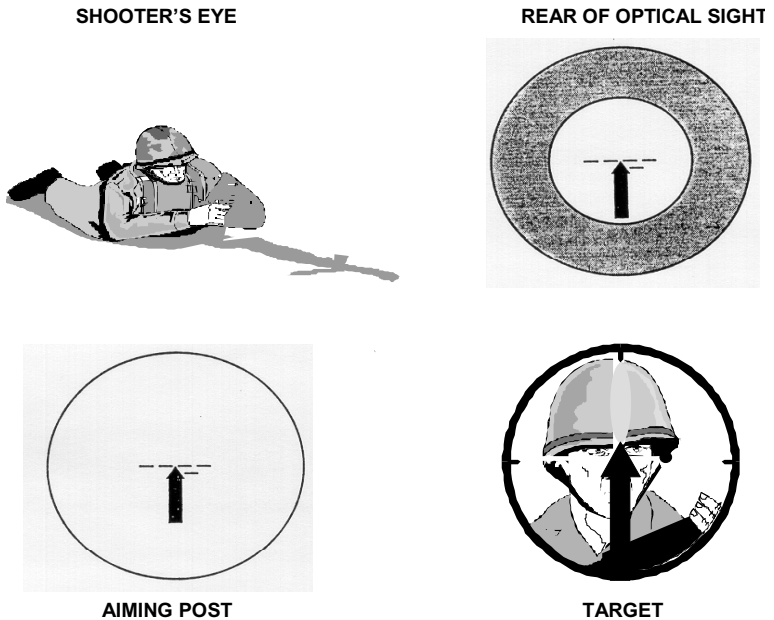 SHOOTER'S EYE
REAR OF OPTICAL SIGHT
AIMING POST
TARGET